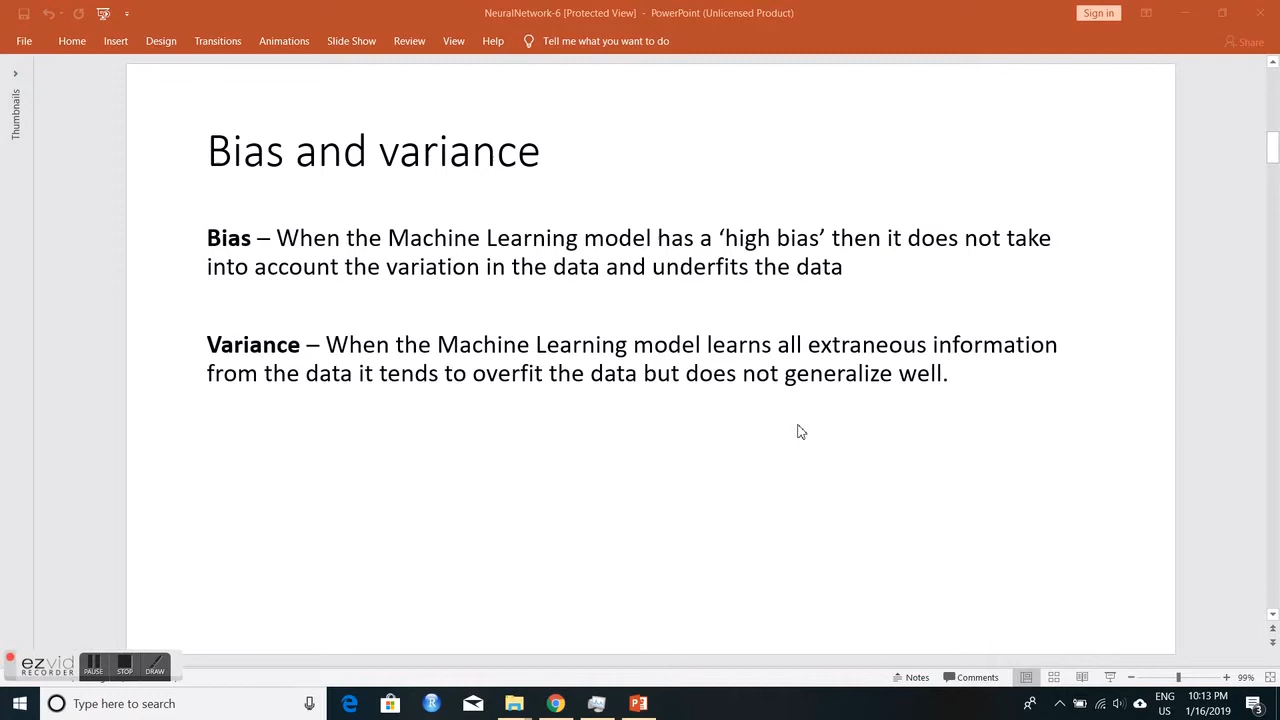 NeuralNetwork-6 [Protected View] - PowerPoint (Unlicensed Product)
Sign in
File Home Insert Design Transitions Animations Slide Show Review View Help Tell me what you want to do
Share
Thumbnails
Bias and variance
Bias – When the Machine Learning model has a ‘high bias’ then it does not take
into account the variation in the data and underfits the data
Variance – When the Machine Learning model learns all extraneous information
from the data it tends to overfit the data but does not generalize well.
ezvid
RECORDER
PAUSE STOP DRAW
Notes Comments 99%
Type here to search
ENG 10:13 PM
US 1/16/2019
3